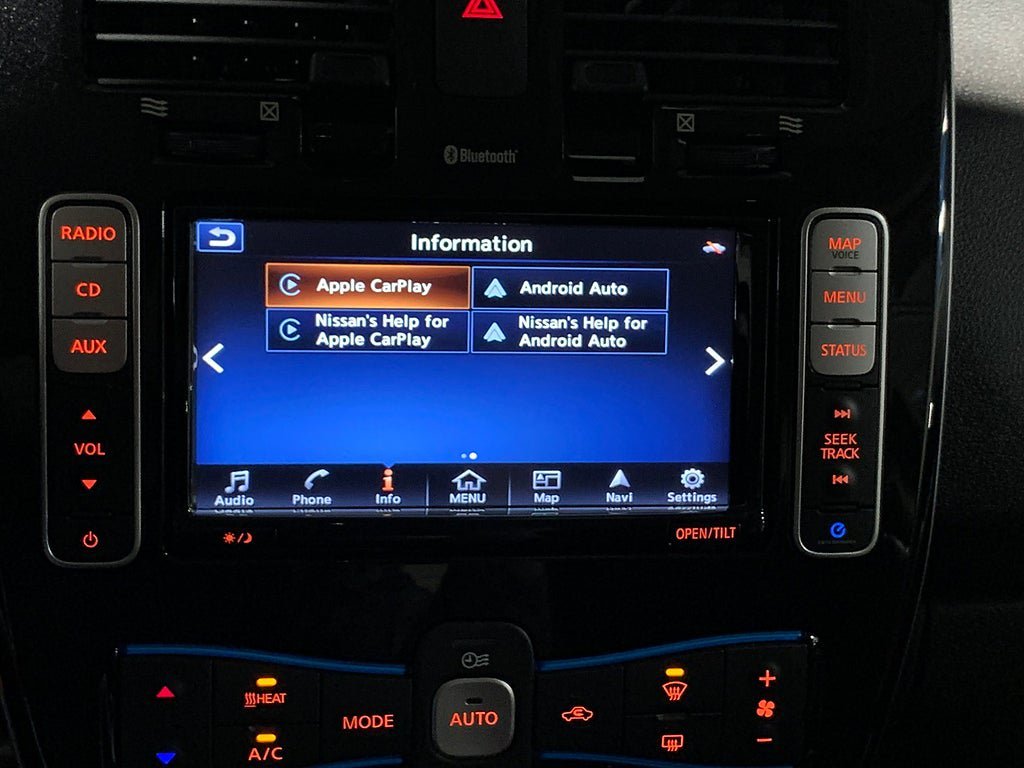 Bluetooth
RADIO
CD
AUX
VOL
Information
Apple CarPlay
Android Auto
Nissan's Help for
Apple CarPlay
Nissan's Help for
Android Auto
Audio
Phone
Info
MENU
Map
Navi
Settings
OPEN/TILT
MAP
VOICE
MENU
STATUS
SEEK
TRACK
HEAT
A/C
MODE
AUTO